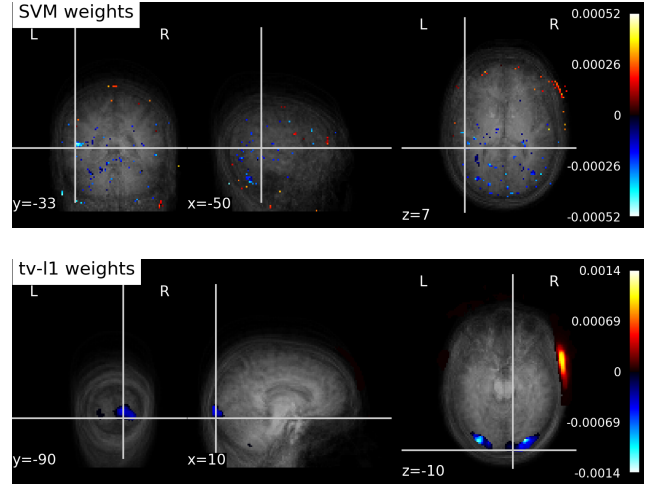 SVM weights
L R
L R
y=-33
x=-50
z=7
0.00052
0.00026
0
-0.00026
-0.00052
tv-l1 weights
L R
L R
y=-90
x=10
z=-10
0.0014
0.00069
0
-0.00069
-0.0014